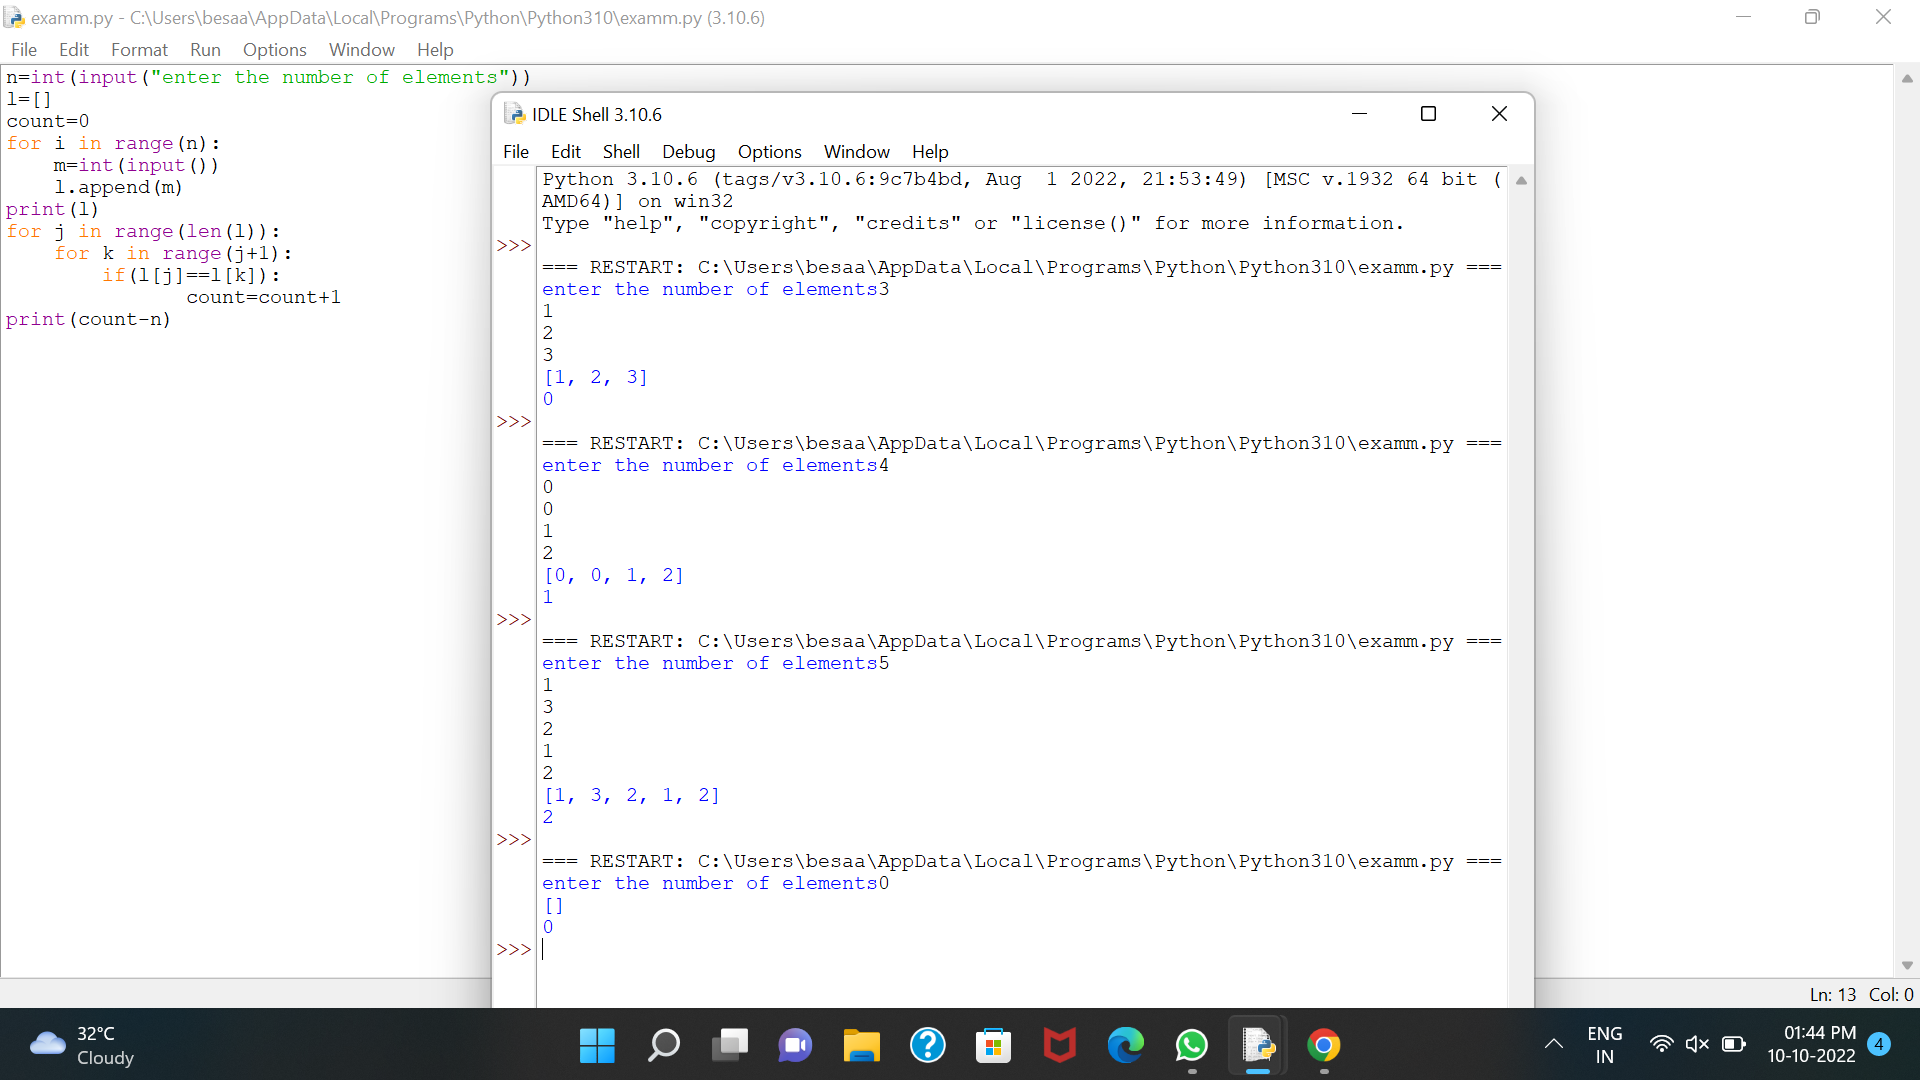 examm.py - C:\Users\besaa\AppData\Local\Programs\Python\Python310\examm.py (3.10.6)
File Edit Format Run Options Window Help
n=int(input("enter the number of elements"))
l=[]
count=0
for i in range(n):
    m=int(input())
    l.append(m)
print(l)
for j in range(len(l)):
    for k in range(j+1):
        if(l[j]==l[k]):
               count=count+1
print(count-n)
IDLE Shell 3.10.6
File Edit Shell Debug Options Window Help
Python 3.10.6 (tags/v3.10.6:9c7b4bd, Aug  1 2022, 21:53:49) [MSC v.1932 64 bit (
AMD64)] on win32
Type "help", "copyright", "credits" or "license()" for more information.
>>>
=== RESTART: C:\Users\besaa\AppData\Local\Programs\Python\Python310\examm.py ===
enter the number of elements3
1
2
3
[1, 2, 3]
0
>>>
=== RESTART: C:\Users\besaa\AppData\Local\Programs\Python\Python310\examm.py ===
enter the number of elements4
0
0
1
2
[0, 0, 1, 2]
1
>>>
=== RESTART: C:\Users\besaa\AppData\Local\Programs\Python\Python310\examm.py ===
enter the number of elements5
1
3
2
1
2
[1, 3, 2, 1, 2]
2
>>>
=== RESTART: C:\Users\besaa\AppData\Local\Programs\Python\Python310\examm.py ===
enter the number of elements0
[]
0
>>>
Ln: 13 Col: 0
32°C
Cloudy
ENG
IN
01:44 PM
10-10-2022
4